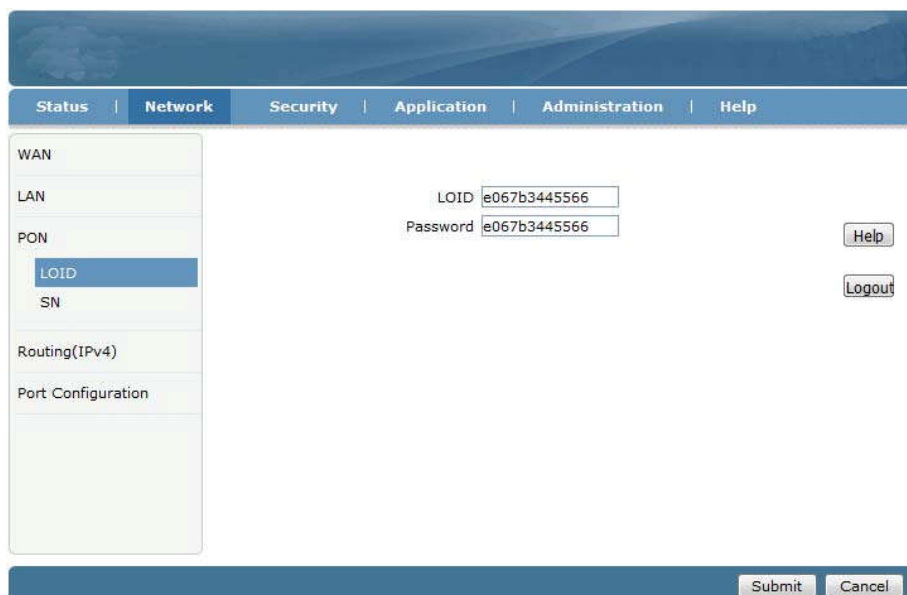 Status | Network Security | Application | Administration | Help
WAN
LAN
PON
LOID
SN
Routing(IPv4)
Port Configuration
LOID e067b3445566
Password e067b3445566
Help
Logout
Submit Cancel